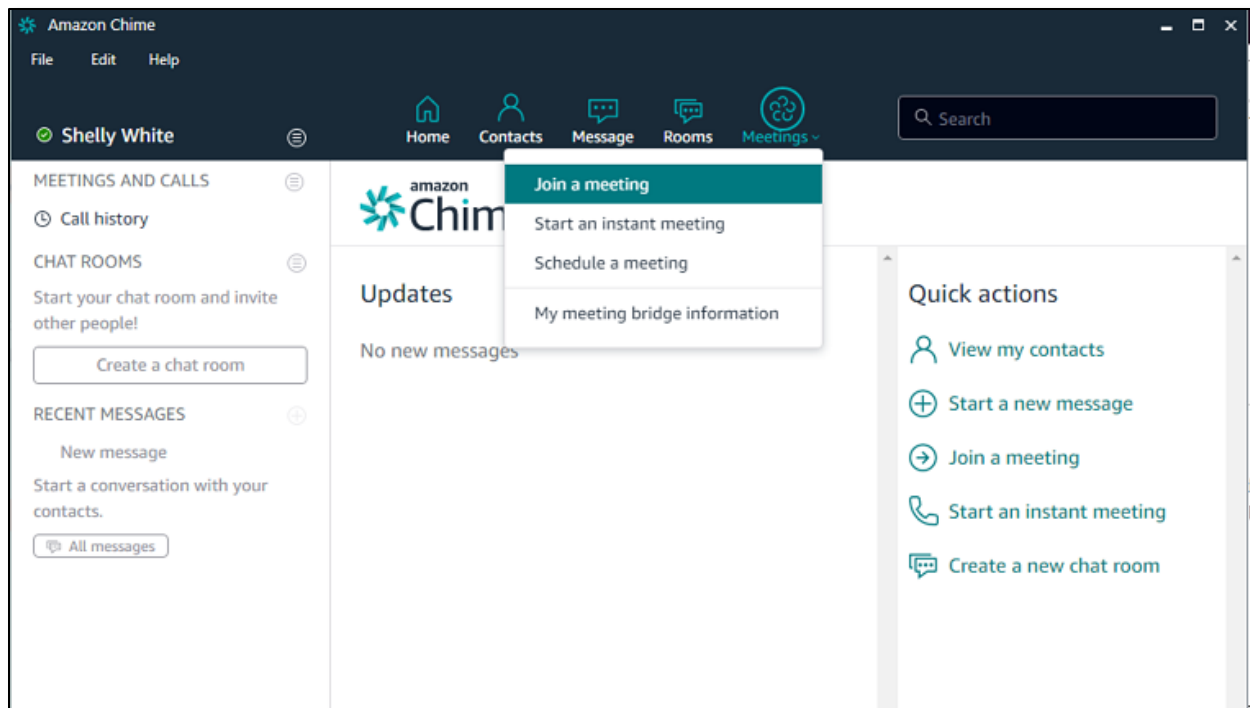 Amazon Chime
File Edit Help
Shelly White
Home Contacts Message Rooms Meetings
Search
MEETINGS AND CALLS
Call history
CHAT ROOMS
Start your chat room and invite
other people!
Create a chat room
RECENT MESSAGES
New message
Start a conversation with your
contacts.
All messages
amazon
Chim
Join a meeting
Start an instant meeting
Schedule a meeting
My meeting bridge information
Updates
No new messages
Quick actions
View my contacts
Start a new message
Join a meeting
Start an instant meeting
Create a new chat room